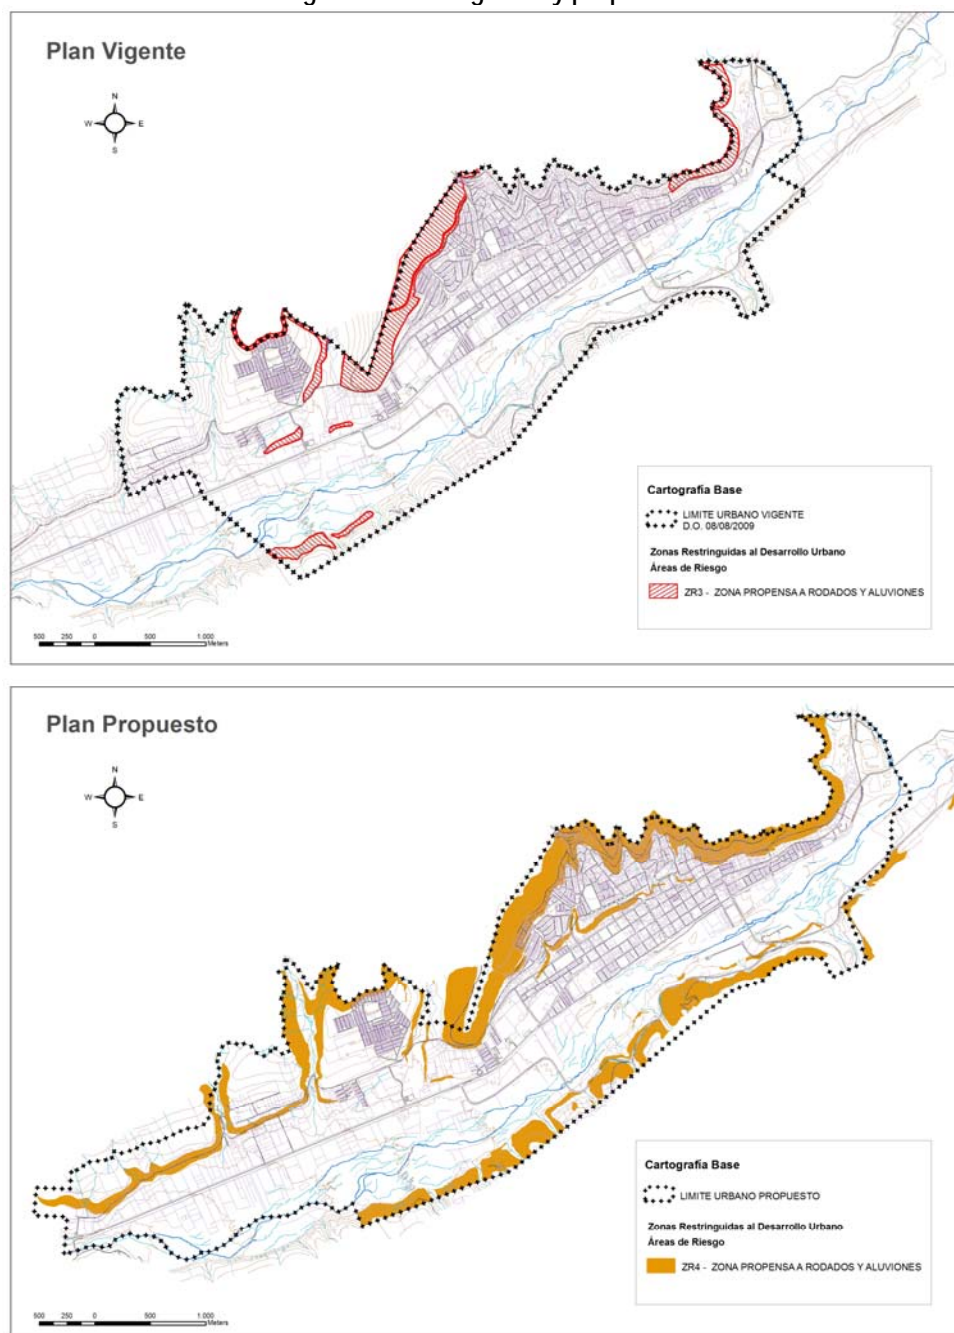 Plan Vigente
N
W E
S
Cartografía Base
LIMITE URBANO VIGENTE
D.O. 08/08/2009
Zonas Restringuidas al Desarrollo Urbano
Áreas de Riesgo
ZR3 - ZONA PROPENSA A RODADOS Y ALUVIONES
500 250 0 500 1.000
Meters
Plan Propuesto
N
W E
S
Cartografía Base
LIMITE URBANO PROPUESTO
Zonas Restringuidas al Desarrollo Urbano
Áreas de Riesgo
ZR4 - ZONA PROPENSA A RODADOS Y ALUVIONES
500 250 0 500 1.000
Meters